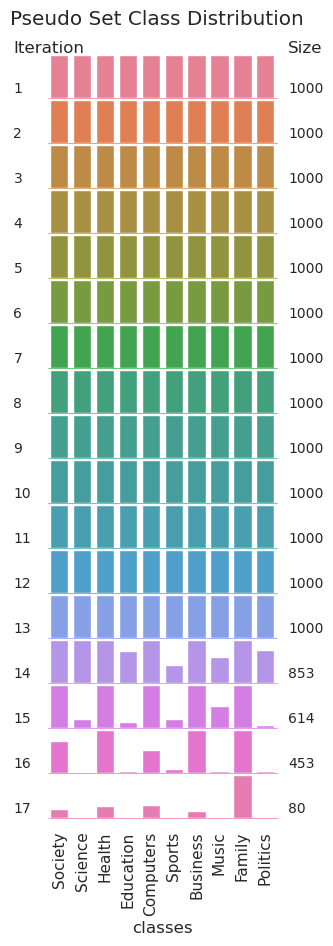 Pseudo Set Class Distribution
Iteration Size
1 1000
2 1000
3 1000
4 1000
5 1000
6 1000
7 1000
8 1000
9 1000
10 1000
11 1000
12 1000
13 1000
14 853
15 614
16 453
17 80
Society
Science
Health
Education
Computers
Sports
Business
Music
Family
Politics
classes